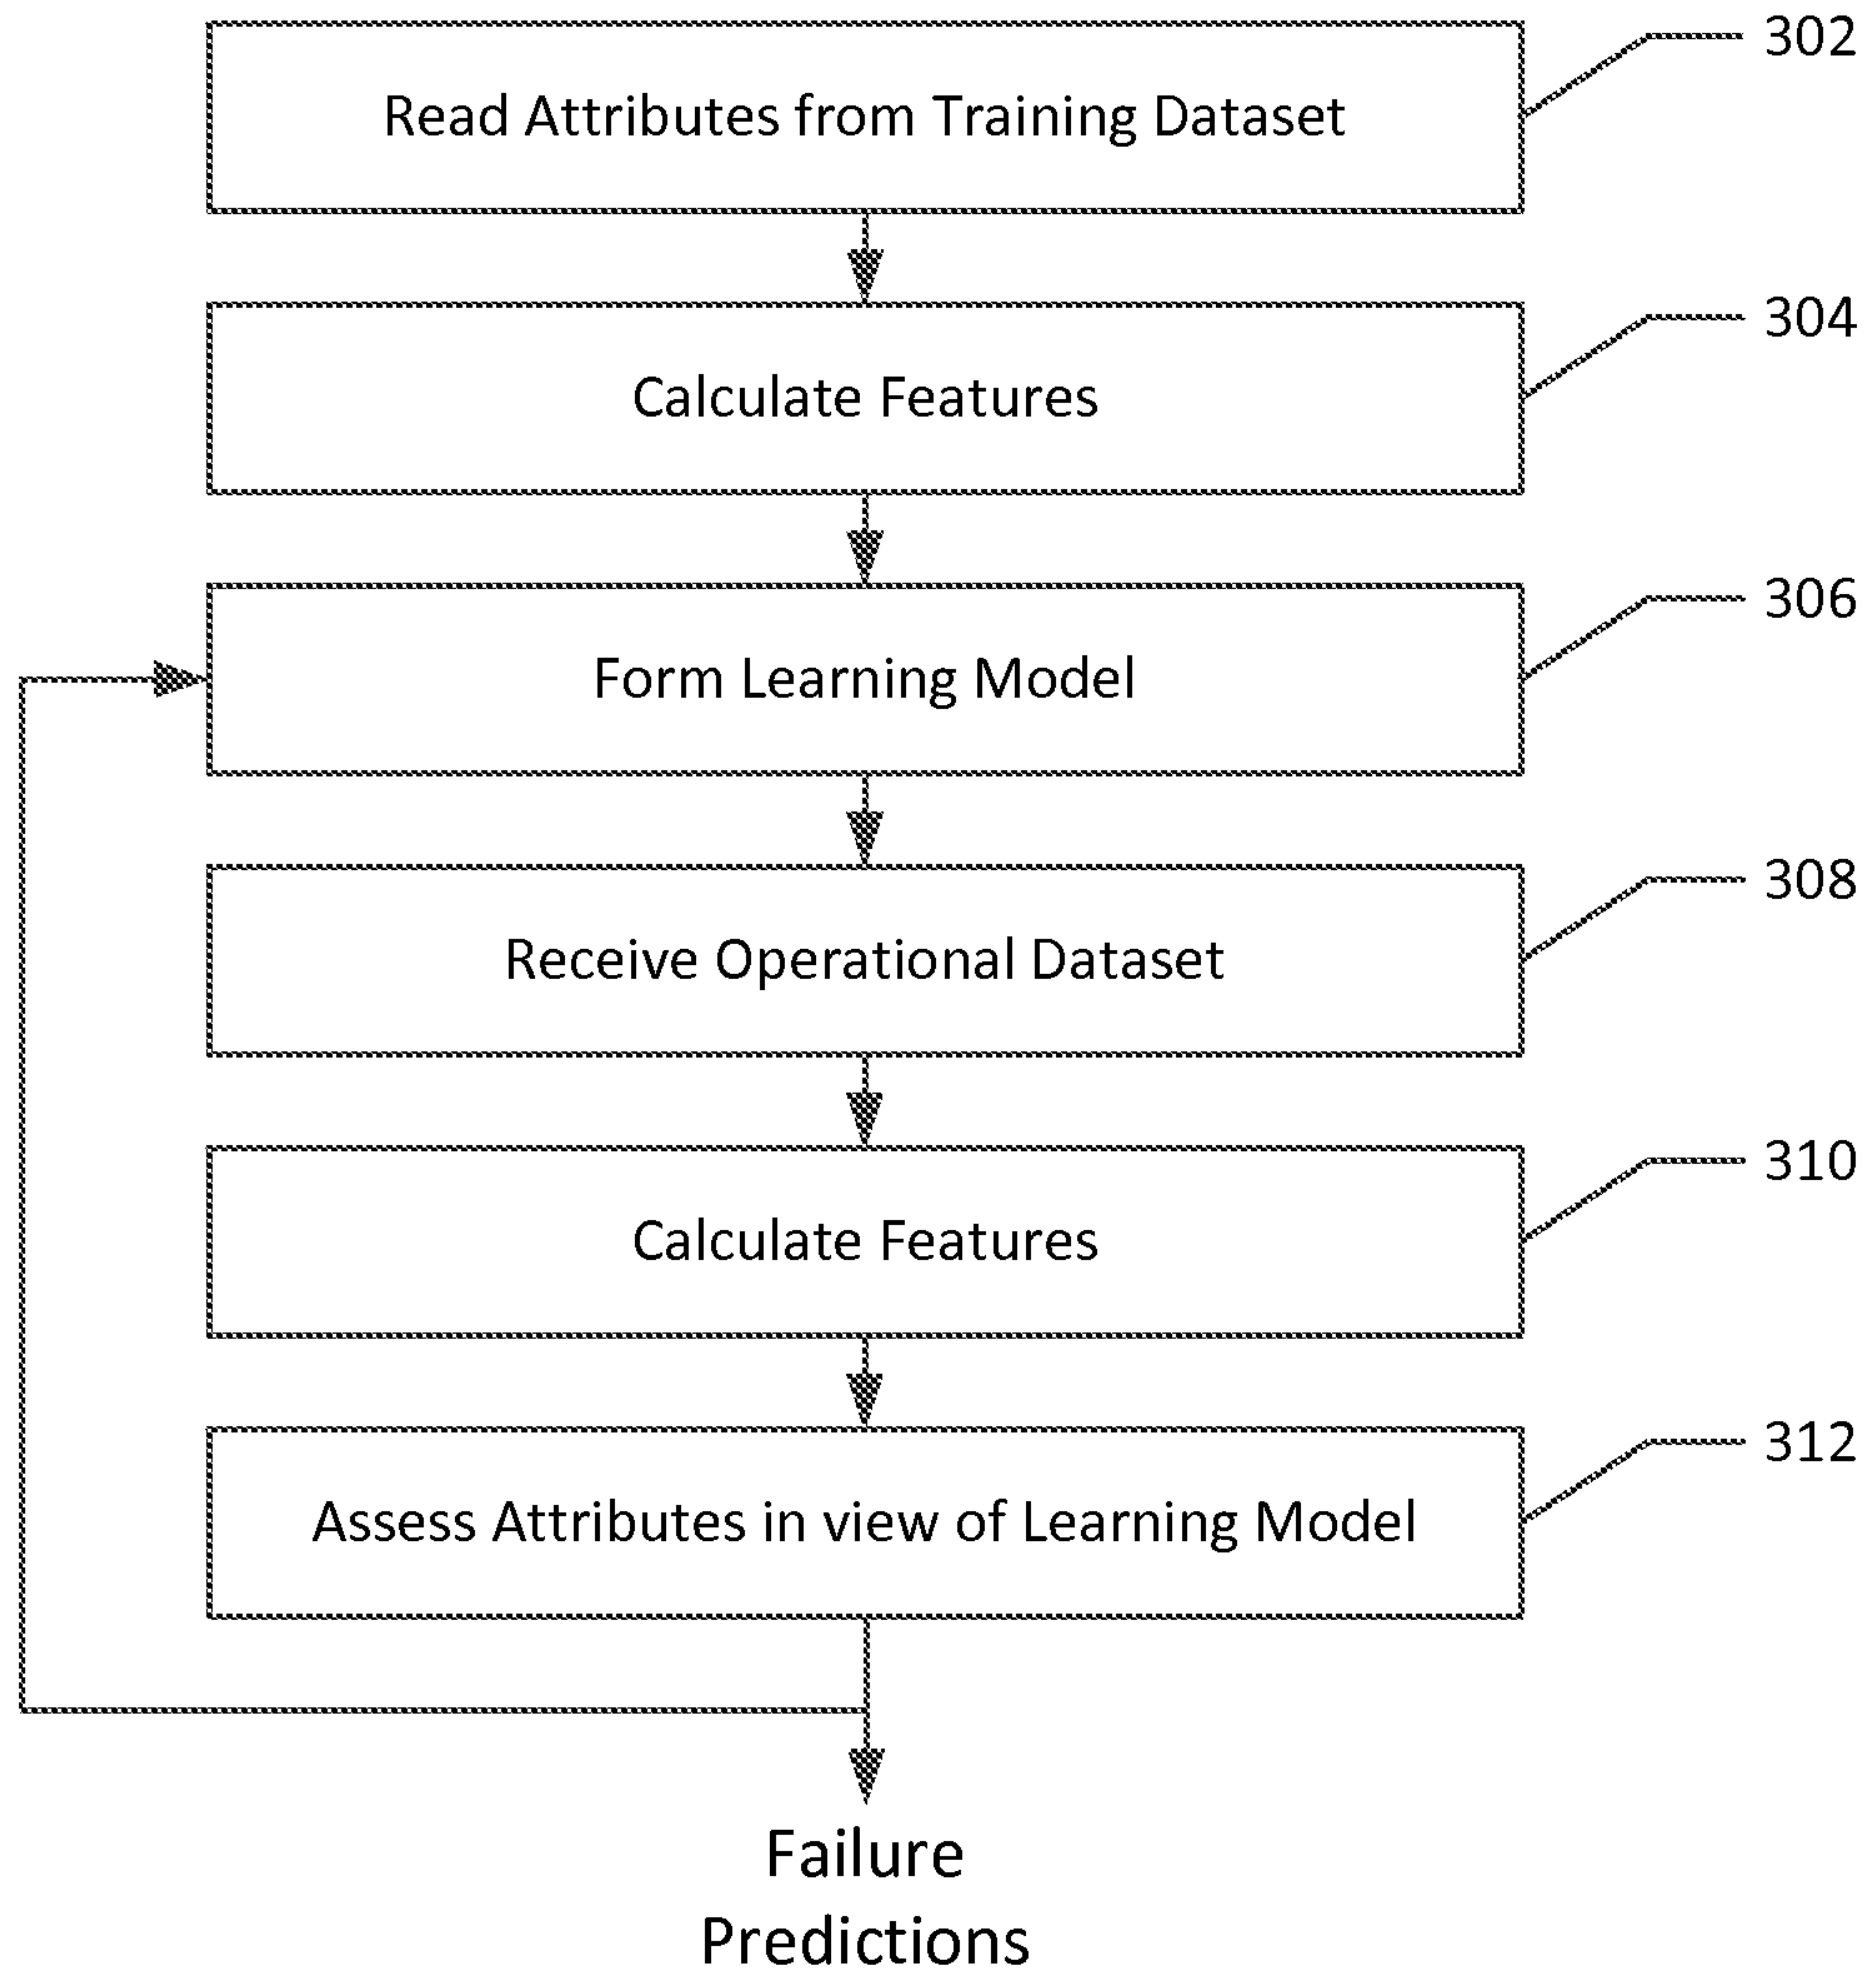 302
Read Attributes from Training Dataset
304
Calculate Features
306
Form Learning Model
308
Receive Operational Dataset
310
Calculate Features
312
Assess Attributes in view of Learning Model
Failure
Predictions